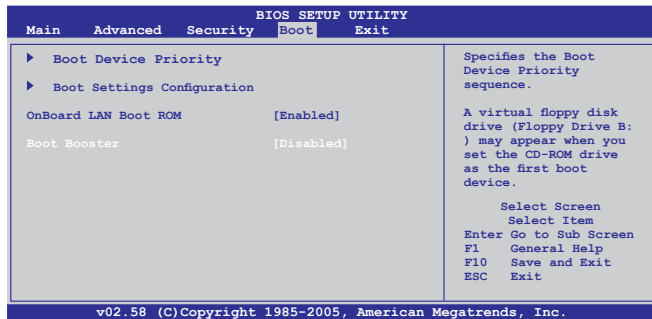 BIOS SETUP UTILITY
Main Advanced Security Boot Exit
Boot Device Priority
Boot Settings Configuration
OnBoard LAN Boot ROM [Enabled]
Boot Booster [Disabled]
Specifies the Boot
Device Priority
sequence.
A virtual floppy disk
drive (Floppy Drive B:
) may appear when you
set the CD-ROM drive
as the first boot
device.
Select Screen
Select Item
Enter Go to Sub Screen
F1 General Help
F10 Save and Exit
ESC Exit
v02.58 (C)Copyright 1985-2005, American Megatrends, Inc.